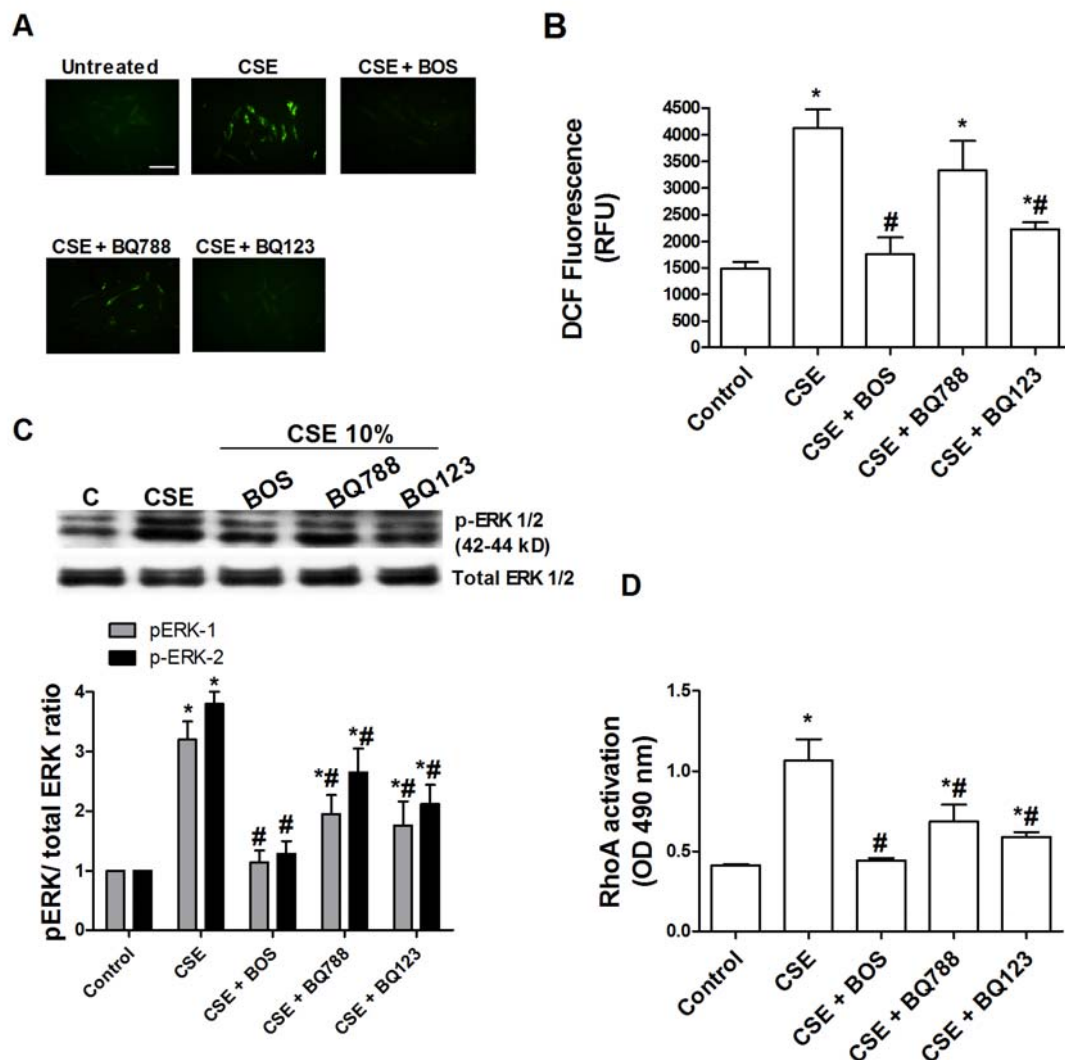 A
Untreated CSE CSE + BOS
CSE + BQ788 CSE + BQ123
B
DCF Fluorescence
(RFU)
4500
4000
3500
3000
2500
2000
1500
1000
500
0
* * # * *#
Control CSE CSE + BOS CSE + BQ788 CSE + BQ123
C
CSE 10%
C CSE BOS BQ788 BQ123
p-ERK 1/2
(42-44 kD)
Total ERK 1/2
pERK-1
p-ERK-2
pERK/ total ERK ratio
4
3
2
1
0
* * # # *# *# *# *#
Control CSE CSE + BOS CSE + BQ788 CSE + BQ123
D
RhoA activation
(OD 490 nm)
1.5
1.0
0.5
0.0
* # *# *#
Control CSE CSE + BOS CSE + BQ788 CSE + BQ123